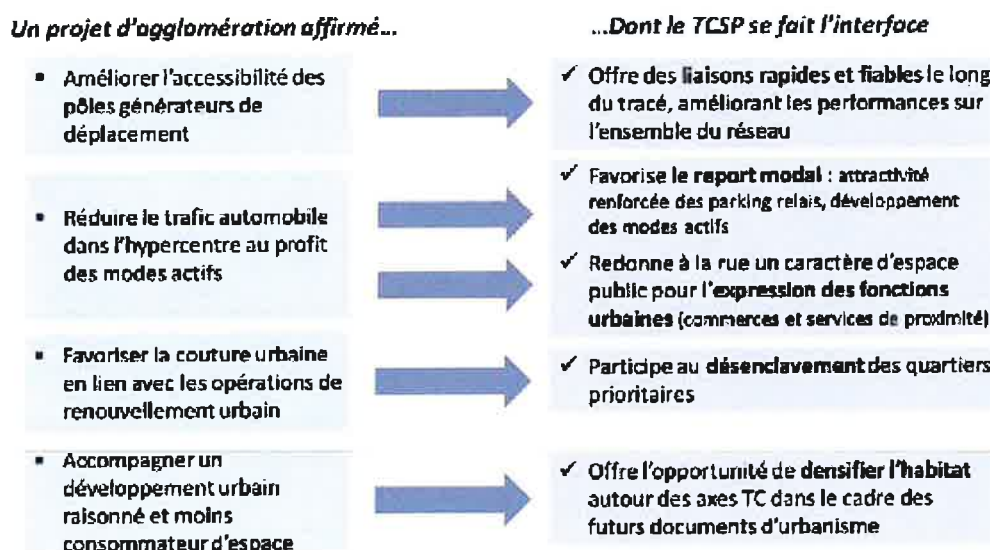 Un projet d'agglomération affirmé...
...Dont le TCSP se fait l'interface
▪ Améliorer l'accessibilité des
pôles générateurs de
déplacement
✓ Offre des liaisons rapides et fiables le long
du tracé, améliorant les performances sur
l'ensemble du réseau
▪ Réduire le trafic automobile
dans l'hypercentre au profit
des modes actifs
✓ Favorise le report modal : attractivité
renforcée des parking relais, développement
des modes actifs
✓ Redonne à la rue un caractère d'espace
public pour l'expression des fonctions
urbaines (commerces et services de proximité)
▪ Favoriser la couture urbaine
en lien avec les opérations de
renouvellement urbain
✓ Participe au désenclavement des quartiers
prioritaires
▪ Accompagner un
développement urbain
raisonné et moins
consommateur d'espace
✓ Offre l'opportunité de densifier l'habitat
autour des axes TC dans le cadre des
futurs documents d'urbanisme